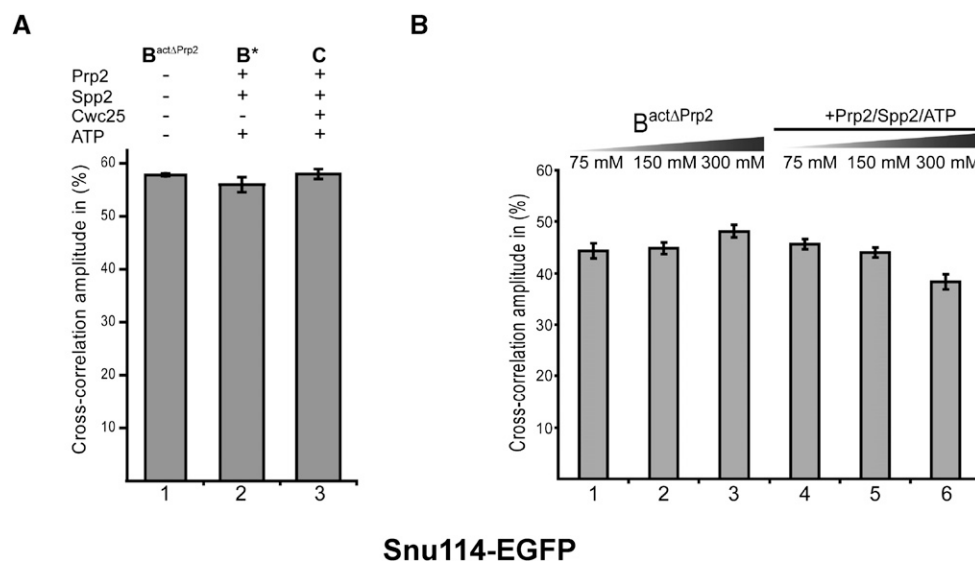 A
B^actΔPrp2 B* C
Prp2 - + +
Spp2 - + +
Cwc25 - - +
ATP - + +
Cross-correlation amplitude in (%)
60
50
40
30
20
10
1 2 3
B
B^actΔPrp2 +Prp2/Spp2/ATP
75 mM 150 mM 300 mM 75 mM 150 mM 300 mM
Cross-correlation amplitude in (%)
60
50
40
30
20
10
1 2 3 4 5 6
Snu114-EGFP